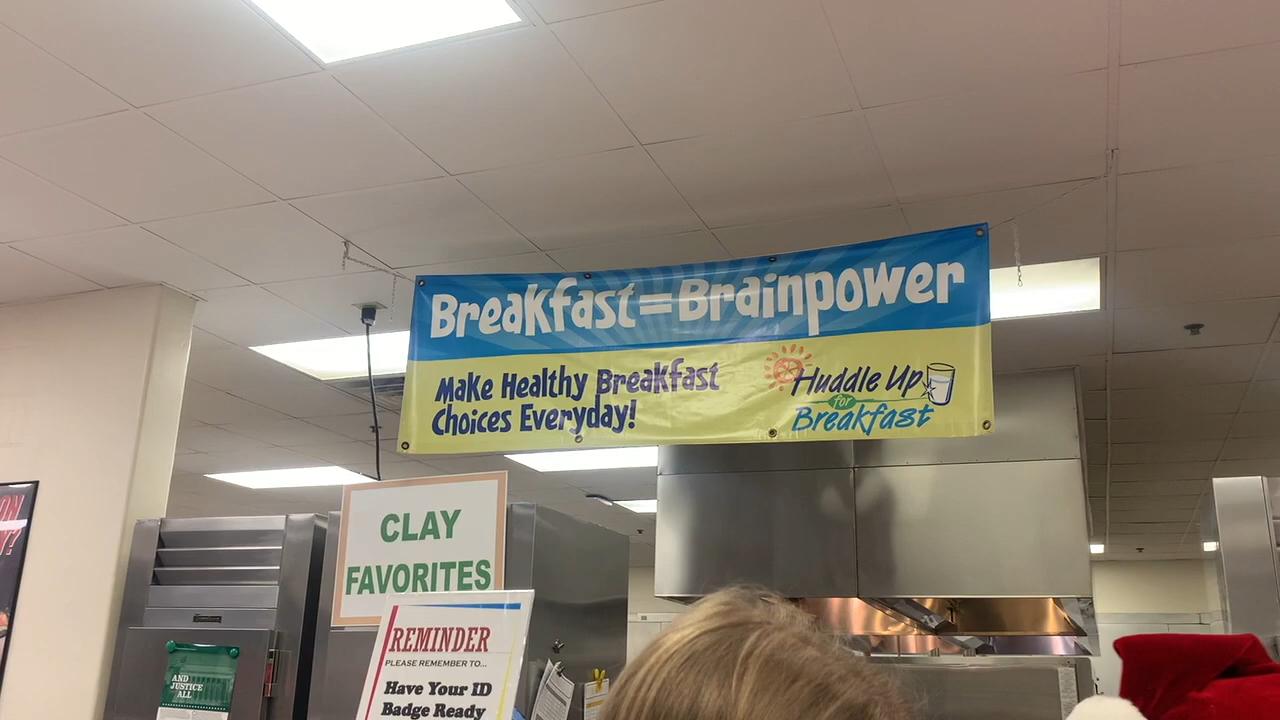 Breakfast=Brainpower
Make Healthy Breakfast
Choices Everyday!
Huddle Up
for
Breakfast
CLAY
FAVORITES
REMINDER
PLEASE REMEMBER TO...
Have Your ID
Badge Ready
AND
JUSTICE
ALL